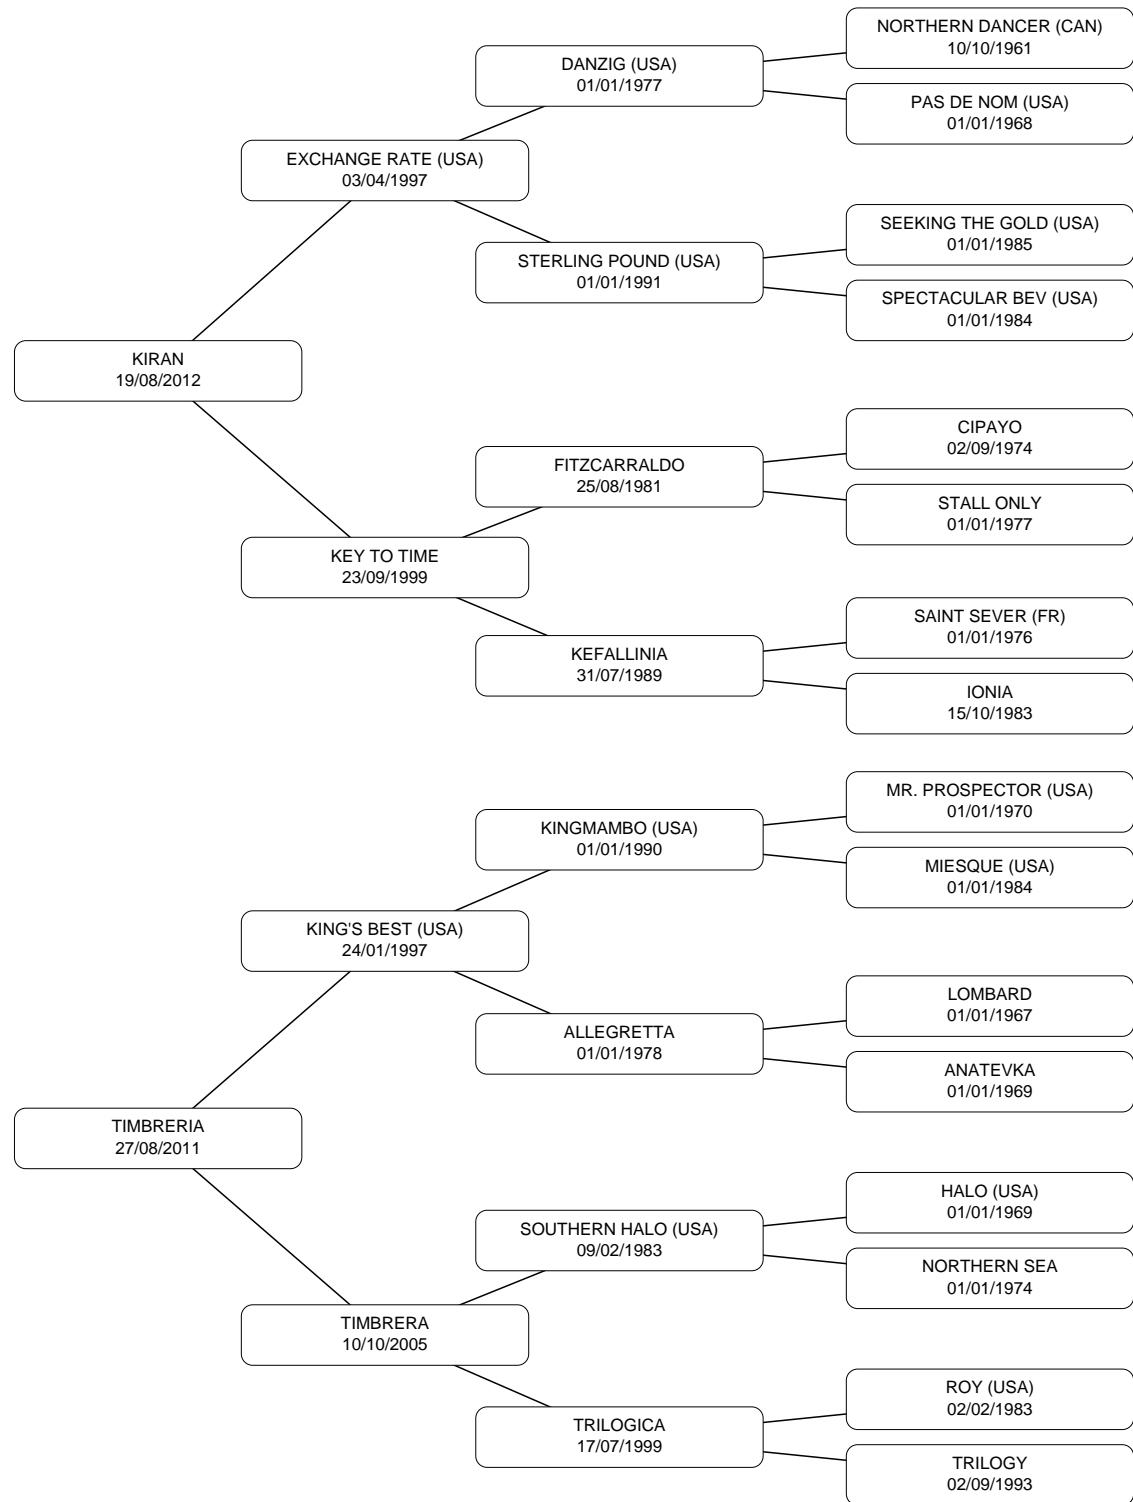 NORTHERN DANCER (CAN)
10/10/1961
DANZIG (USA)
01/01/1977
PAS DE NOM (USA)
01/01/1968
EXCHANGE RATE (USA)
03/04/1997
SEEKING THE GOLD (USA)
01/01/1985
STERLING POUND (USA)
01/01/1991
SPECTACULAR BEV (USA)
01/01/1984
KIRAN
19/08/2012
CIPAYO
02/09/1974
FITZCARRALDO
25/08/1981
STALL ONLY
01/01/1977
KEY TO TIME
23/09/1999
SAINT SEVER (FR)
01/01/1976
KEFALLINIA
31/07/1989
IONIA
15/10/1983
MR. PROSPECTOR (USA)
01/01/1970
KINGMAMBO (USA)
01/01/1990
MIESQUE (USA)
01/01/1984
KING'S BEST (USA)
24/01/1997
LOMBARD
01/01/1967
ALLEGRETTA
01/01/1978
ANATEVKA
01/01/1969
TIMBRERIA
27/08/2011
HALO (USA)
01/01/1969
SOUTHERN HALO (USA)
09/02/1983
NORTHERN SEA
01/01/1974
TIMBRERA
10/10/2005
ROY (USA)
02/02/1983
TRILOGICA
17/07/1999
TRILOGY
02/09/1993